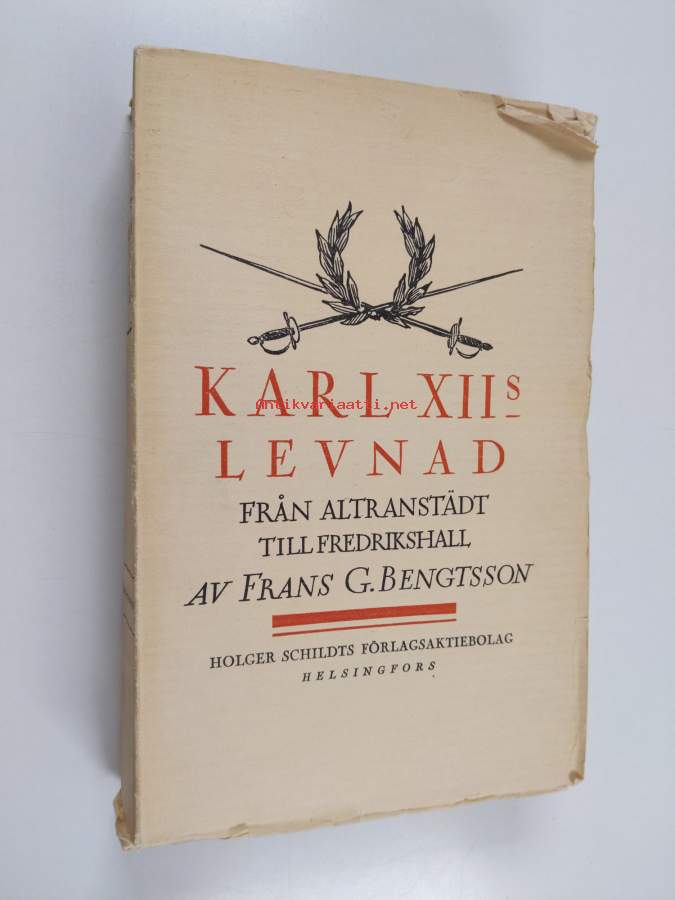 KARL XIIS
Antikvariaatti.net
LEVNAD
FRÅN ALTRANSTÄDT
TILL FREDRIKSHALL
AV FRANS G. BENGTSSON
HOLGER SCHILDTS FÖRLAGSAKTIEBOLAG
HELSINGFORS